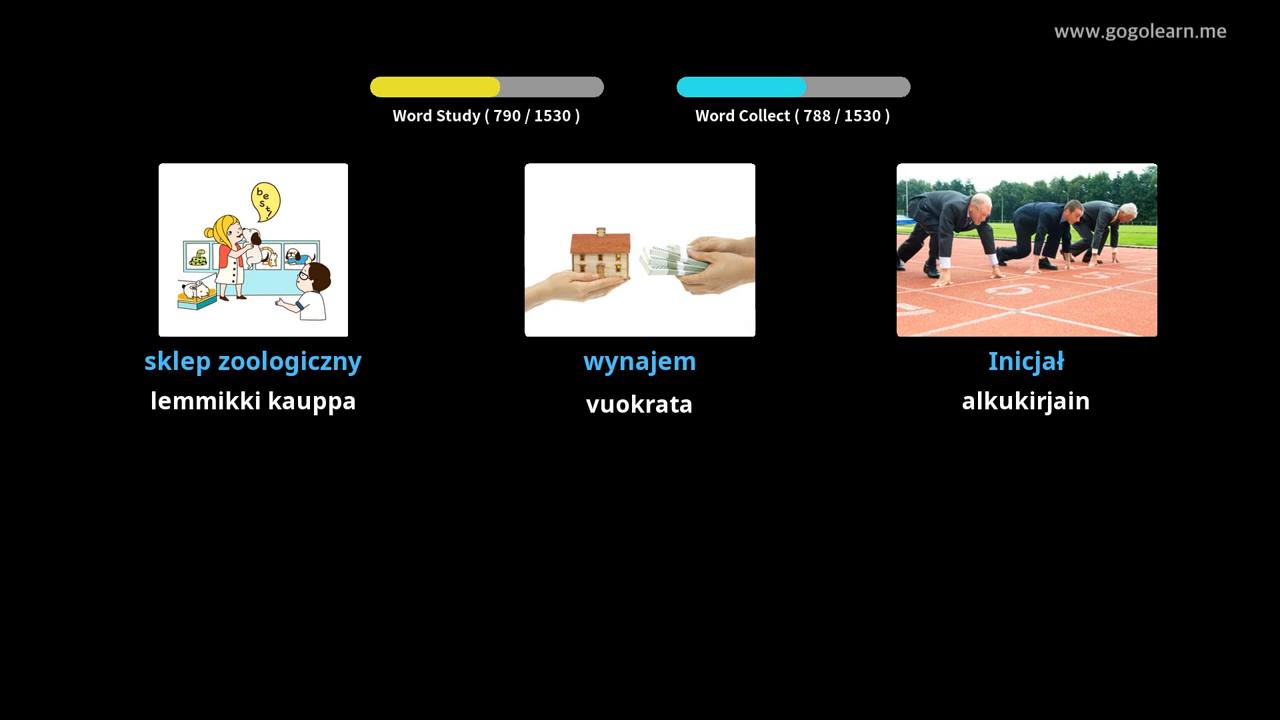 www.gogolearn.me
Word Study ( 790 / 1530 )
Word Collect ( 788 / 1530 )
best
sklep zoologiczny
wynajem
Inicjał
lemmikki kauppa
vuokrata
alkukirjain